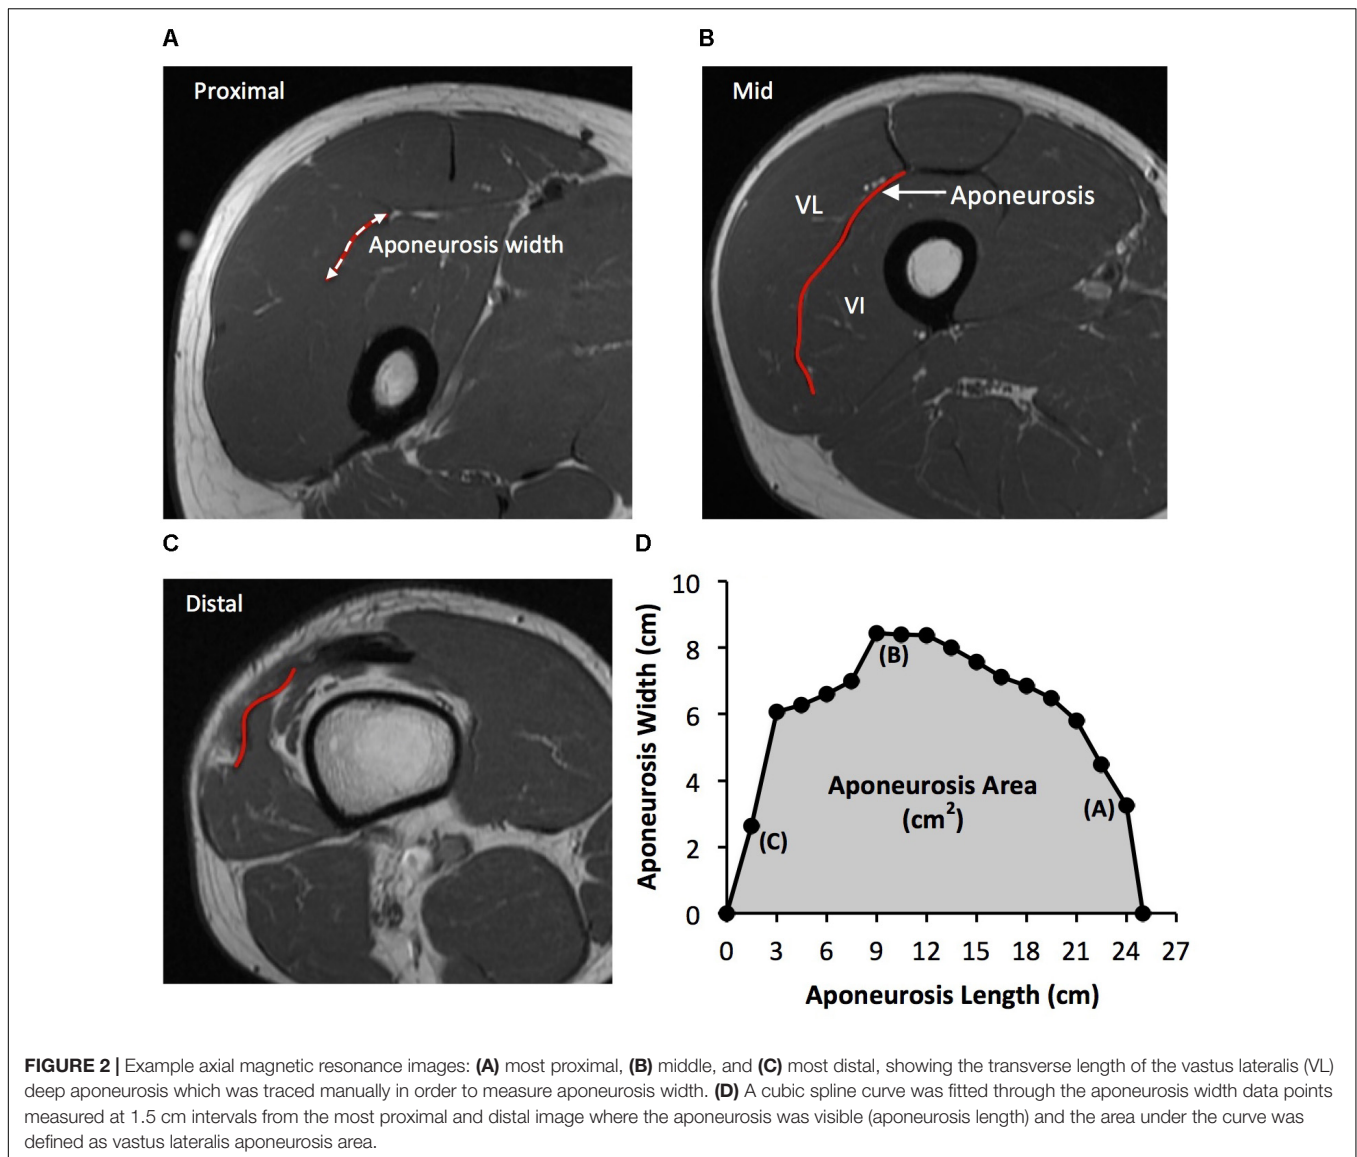 A
B
Proximal
Aponeurosis width
Mid
VL
Aponeurosis
VI
C
D
Distal
Aponeurosis Width (cm)
10
8
6
4
2
0
(B)
Aponeurosis Area
(cm²)
(A)
(C)
0 3 6 9 12 15 18 21 24 27
Aponeurosis Length (cm)
FIGURE 2 | Example axial magnetic resonance images: (A) most proximal, (B) middle, and (C) most distal, showing the transverse length of the vastus lateralis (VL)
deep aponeurosis which was traced manually in order to measure aponeurosis width. (D) A cubic spline curve was fitted through the aponeurosis width data points
measured at 1.5 cm intervals from the most proximal and distal image where the aponeurosis was visible (aponeurosis length) and the area under the curve was
defined as vastus lateralis aponeurosis area.